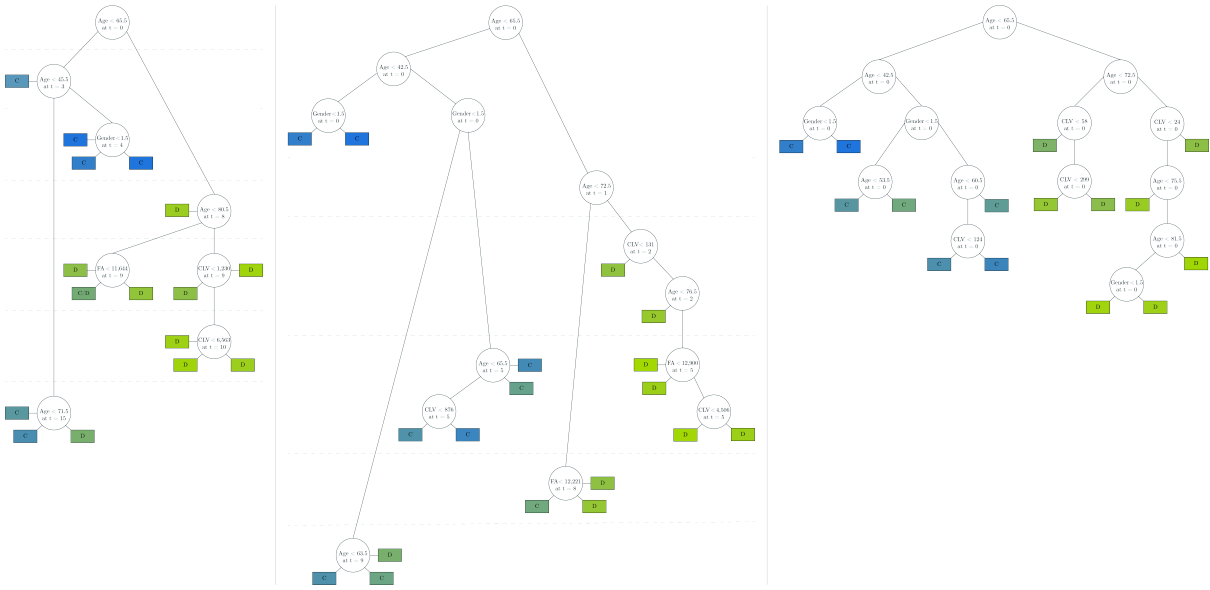 Age < 65.5
at t = 0
C
Age < 45.5
at t = 3
C
Gender<1.5
at t = 4
C
C
D
Age < 80.5
at t = 8
D
FA < 11,644
at t = 9
C/D
D
CLV < 1,230
at t = 9
D
D
D
CLV < 6,563
at t = 10
D
D
C
Age < 71.5
at t = 15
C
D
Age < 65.5
at t = 0
Age < 42.5
at t = 0
Gender<1.5
at t = 0
C
C
Gender<1.5
at t = 0
Age < 72.5
at t = 1
CLV < 131
at t = 2
D
Age < 76.5
at t = 2
D
Age < 65.5
at t = 5
C
C
D
FA < 12,900
at t = 5
D
CLV < 876
at t = 5
C
C
CLV < 4,506
at t = 5
D
D
FA < 12,221
at t = 8
D
C
D
Age < 63.5
at t = 9
D
C
C
Age < 65.5
at t = 0
Age < 42.5
at t = 0
Age < 72.5
at t = 0
Gender<1.5
at t = 0
C
C
Gender<1.5
at t = 0
CLV < 58
at t = 0
D
CLV < 24
at t = 0
D
Age < 53.5
at t = 0
C
C
Age < 60.5
at t = 0
C
CLV < 299
at t = 0
D
D
Age < 75.5
at t = 0
D
CLV < 124
at t = 0
C
C
Age < 81.5
at t = 0
D
Gender<1.5
at t = 0
D
D